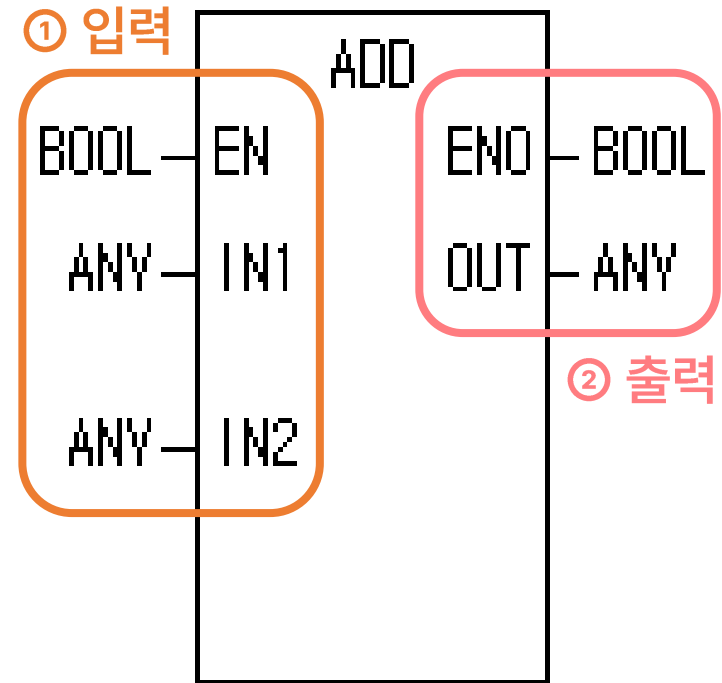 ① 입력
ADD
BOOL EN ENO BOOL
ANY IN1 OUT ANY
② 출력
ANY IN2